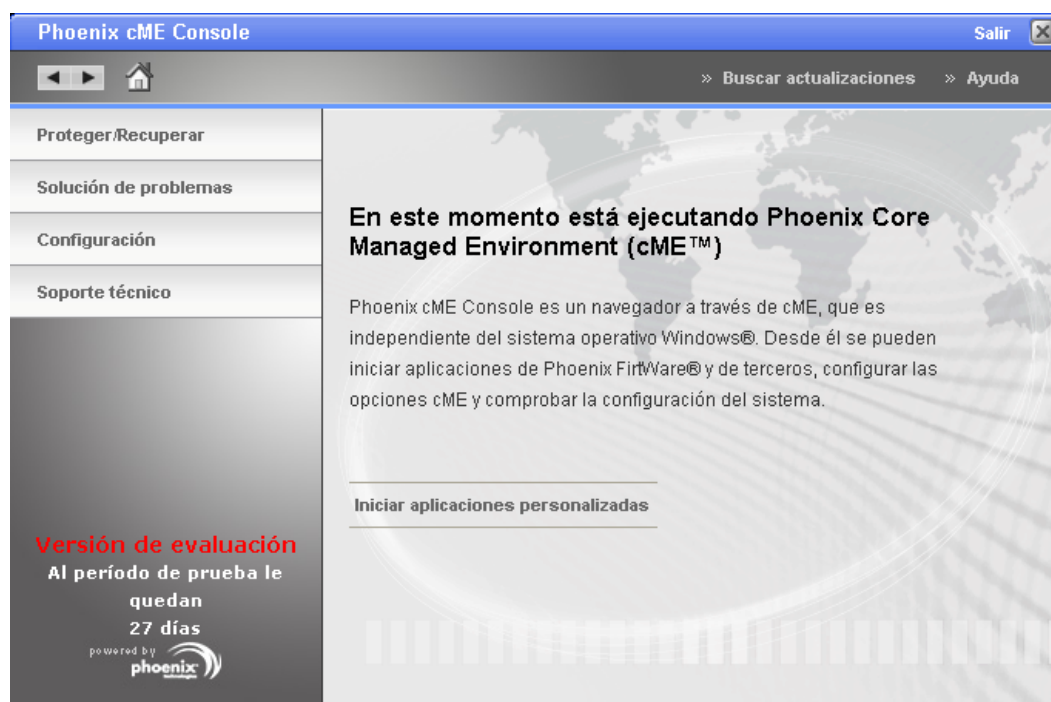 Phoenix cME Console
Salir
» Buscar actualizaciones
» Ayuda
Proteger/Recuperar
Solución de problemas
Configuración
Soporte técnico
En este momento está ejecutando Phoenix Core
Managed Environment (cME™)
Phoenix cME Console es un navegador a través de cME, que es
independiente del sistema operativo Windows®. Desde él se pueden
iniciar aplicaciones de Phoenix FirtWare® y de terceros, configurar las
opciones cME y comprobar la configuración del sistema.
Iniciar aplicaciones personalizadas
Versión de evaluación
Al período de prueba le
quedan
27 días
powered by
phoenix